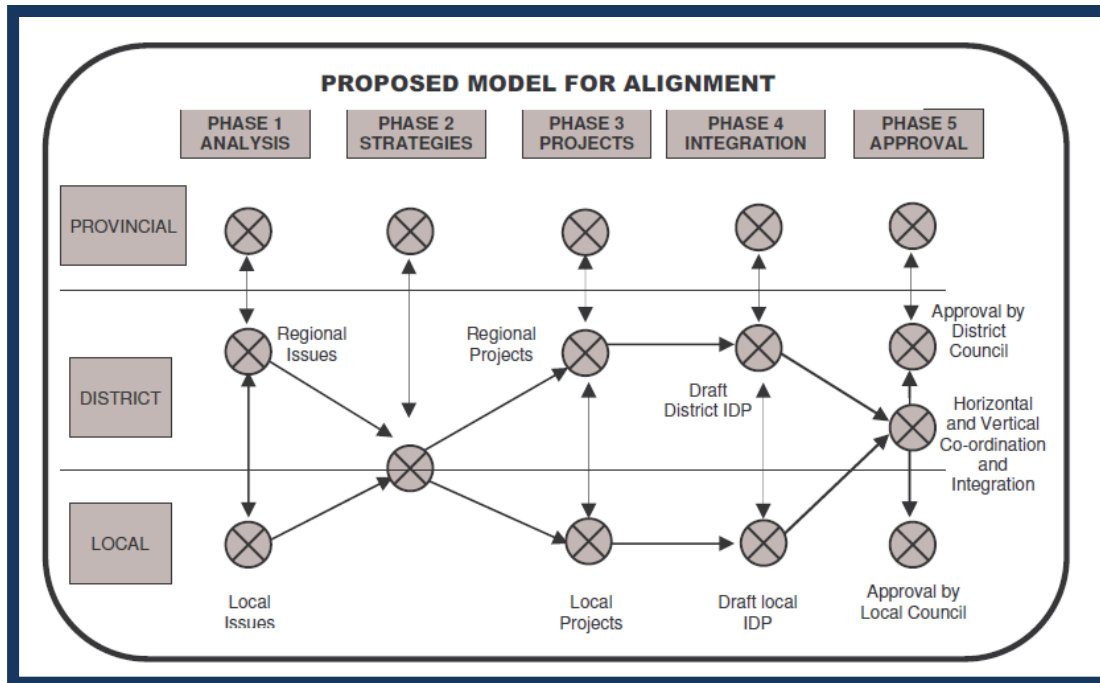 PROPOSED MODEL FOR ALIGNMENT
PHASE 1
ANALYSIS
PHASE 2
STRATEGIES
PHASE 3
PROJECTS
PHASE 4
INTEGRATION
PHASE 5
APPROVAL
PROVINCIAL
Regional
Issues
Regional
Projects
Approval by
District
Council
DISTRICT
Draft
District IDP
Horizontal
and Vertical
Co-ordination
and
Integration
LOCAL
Local
Issues
Local
Projects
Draft local
IDP
Approval by
Local Council